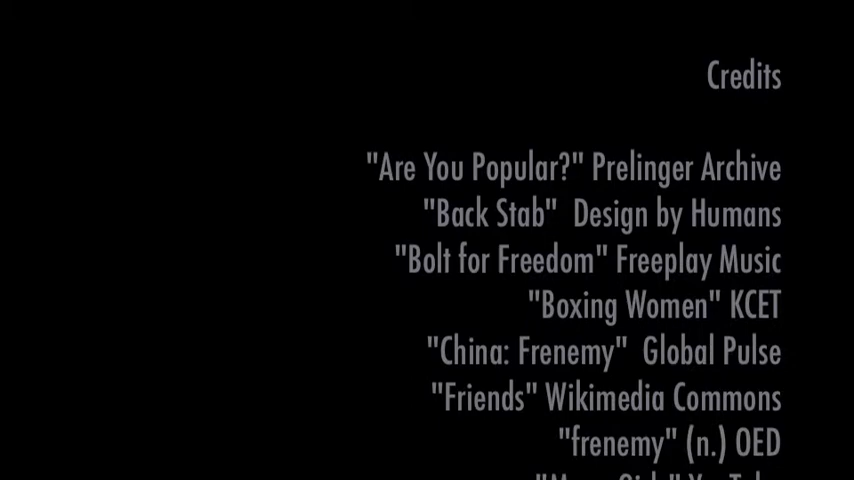 Credits
"Are You Popular?" Prelinger Archive
"Back Stab" Design by Humans
"Bolt for Freedom" Freeplay Music
"Boxing Women" KCET
"China: Frenemy" Global Pulse
"Friends" Wikimedia Commons
"frenemy" (n.) OED